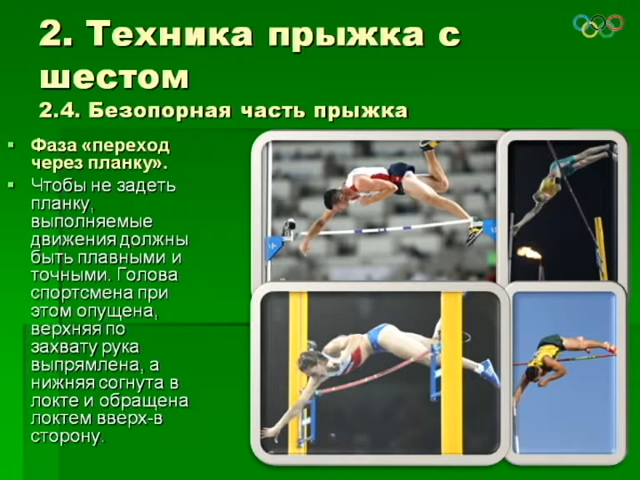 2. Техника прыжка с
шестом
2.4. Безопорная часть прыжка
Фаза «переход
через планку».
Чтобы не задеть
планку,
выполняемые
движения должны
быть плавными и
точными. Голова
спортсмена при
этом опущена,
верхняя по
захвату рука
выпрямлена, а
нижняя согнута в
локте и обращена
локтем вверх-в
сторону.